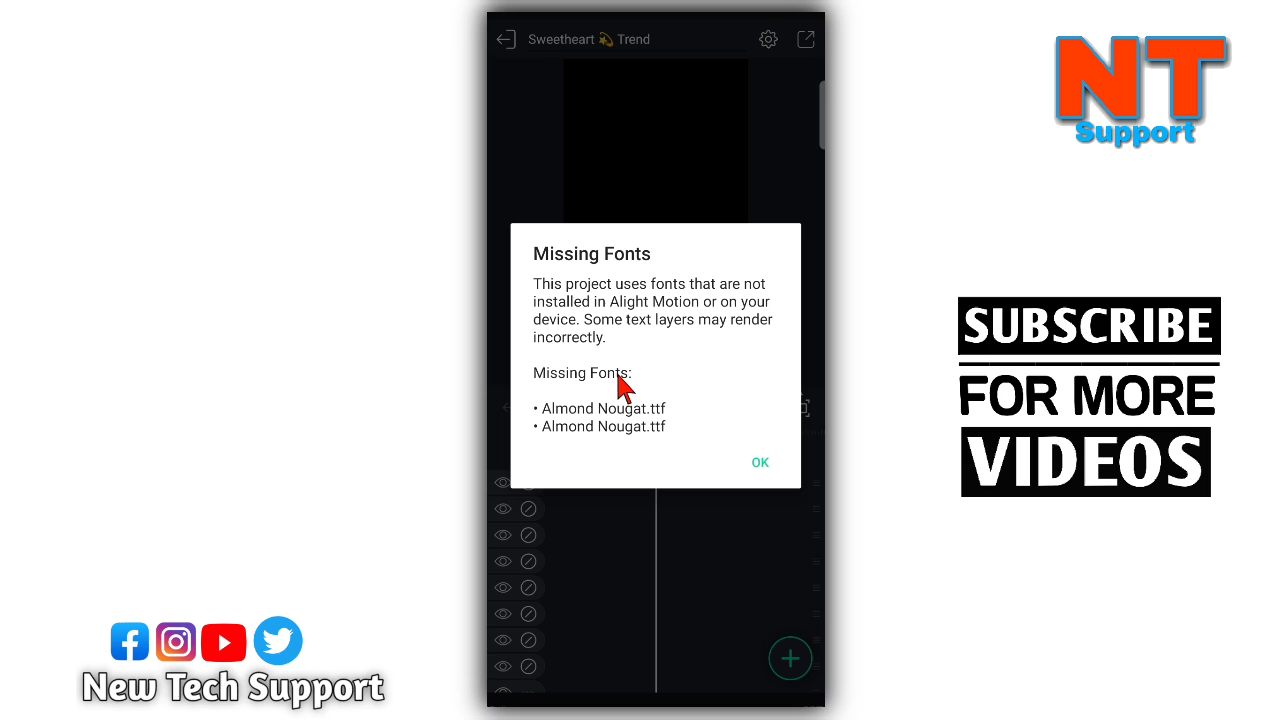 Sweetheart 💫 Trend
NT
Support
Missing Fonts
This project uses fonts that are not
installed in Alight Motion or on your
device. Some text layers may render
incorrectly.
Missing Fonts:
• Almond Nougat.ttf
• Almond Nougat.ttf
OK
SUBSCRIBE
FOR MORE
VIDEOS
New Tech Support